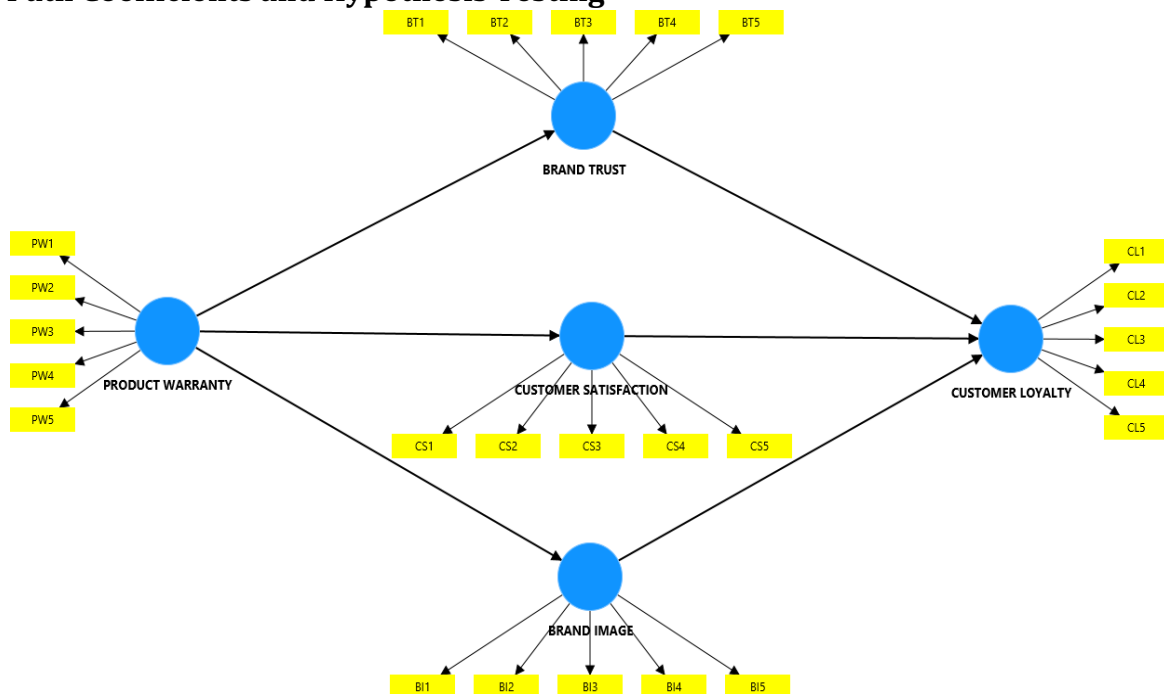 Path Coefficients and Hypothesis Testing
BT1 BT2 BT3 BT4 BT5
BRAND TRUST
PW1
PW2
PW3
PW4
PW5
PRODUCT WARRANTY
CUSTOMER SATISFACTION
CS1 CS2 CS3 CS4 CS5
CL1
CL2
CL3
CL4
CL5
CUSTOMER LOYALTY
BRAND IMAGE
BI1 BI2 BI3 BI4 BI5